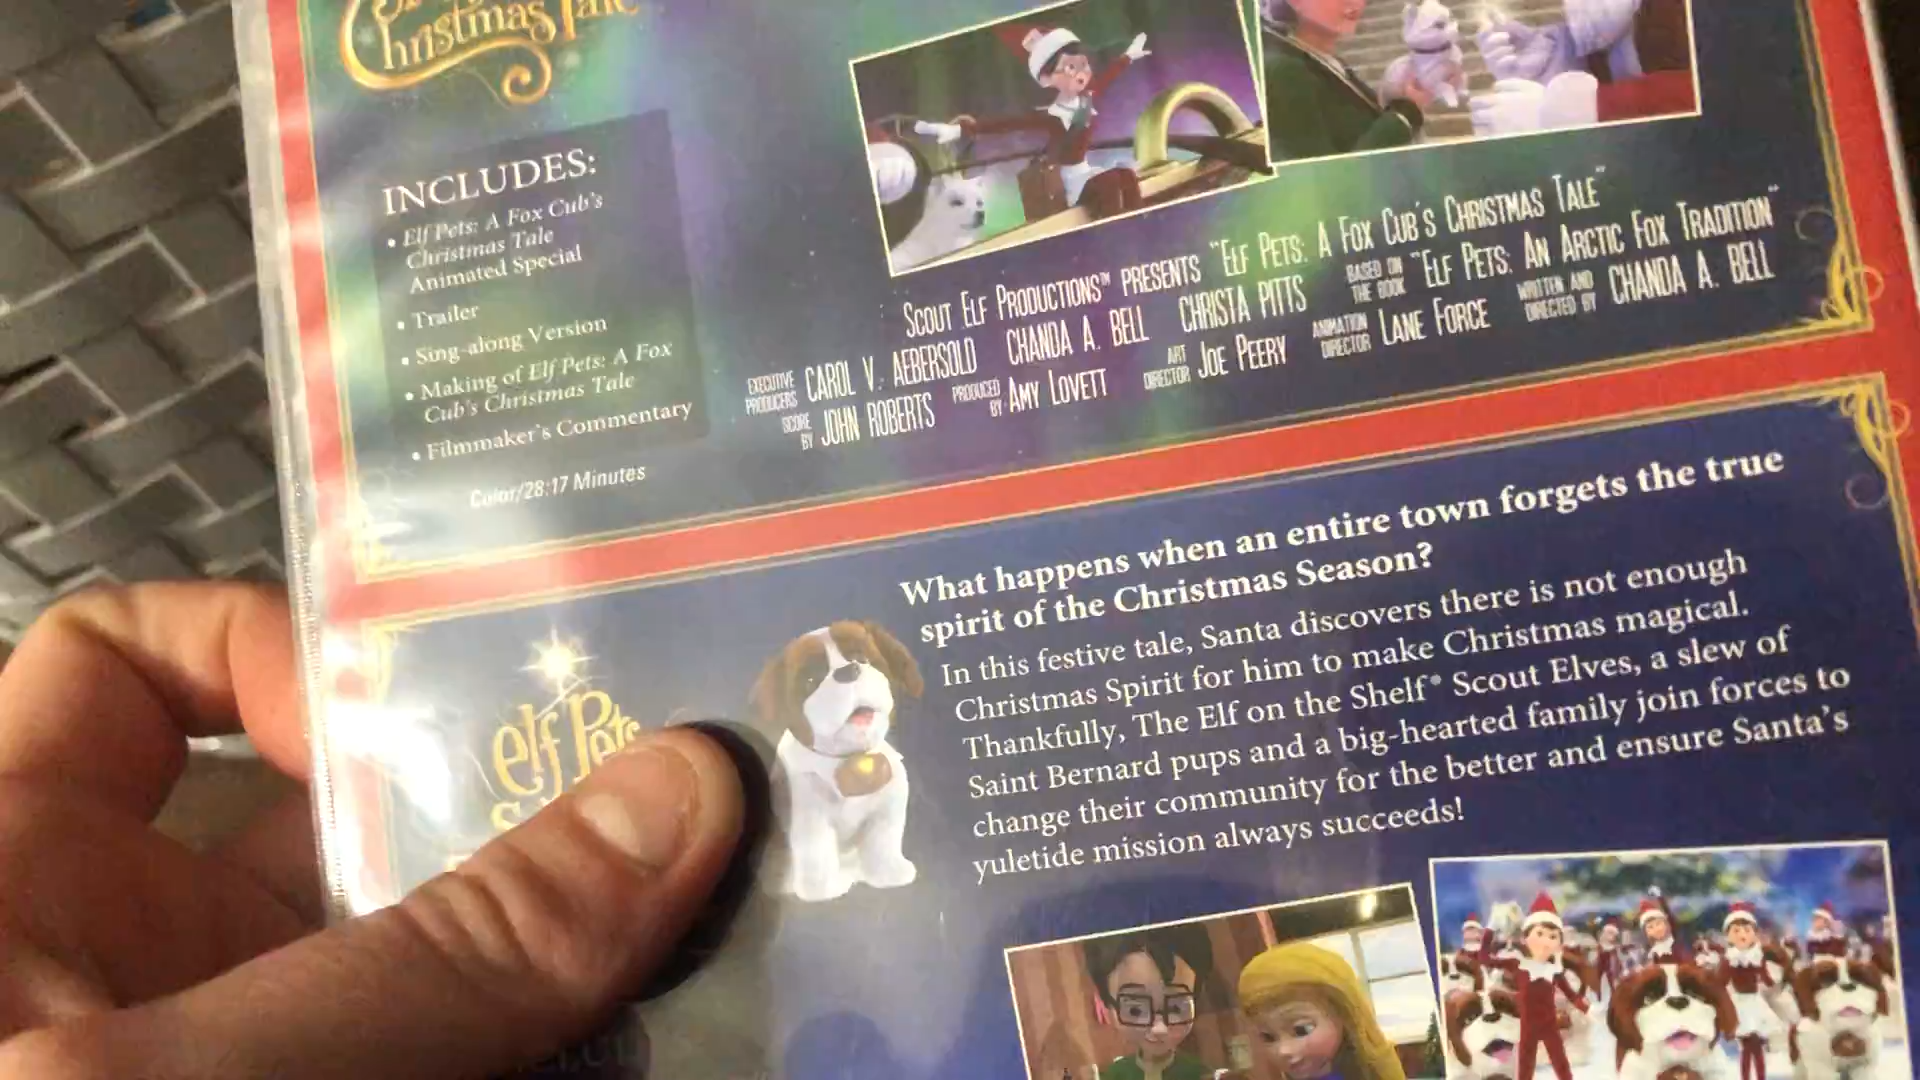 Christmas Tale
INCLUDES:
• Elf Pets: A Fox Cub's
Christmas Tale
Animated Special
• Trailer
• Sing-along Version
• Making of Elf Pets: A Fox
Cub's Christmas Tale
• Filmmaker's Commentary
Color/28:17 Minutes
SCOUT ELF PRODUCTIONS™ PRESENTS "ELF PETS: A FOX CUB'S CHRISTMAS TALE"
EXECUTIVE PRODUCERS CAROL V. AEBERSOLD CHANDA A. BELL CHRISTA PITTS BASED ON THE BOOK "ELF PETS: AN ARCTIC FOX TRADITION"
SCORE BY JOHN ROBERTS PRODUCED BY AMY LOVETT ART DIRECTOR JOE PEERY ANIMATION DIRECTOR LANE FORCE WRITTEN AND DIRECTED BY CHANDA A. BELL
What happens when an entire town forgets the true
spirit of the Christmas Season?
In this festive tale, Santa discovers there is not enough
Christmas Spirit for him to make Christmas magical.
Thankfully, The Elf on the Shelf® Scout Elves, a slew of
Saint Bernard pups and a big-hearted family join forces to
change their community for the better and ensure Santa's
yuletide mission always succeeds!
elf Pets